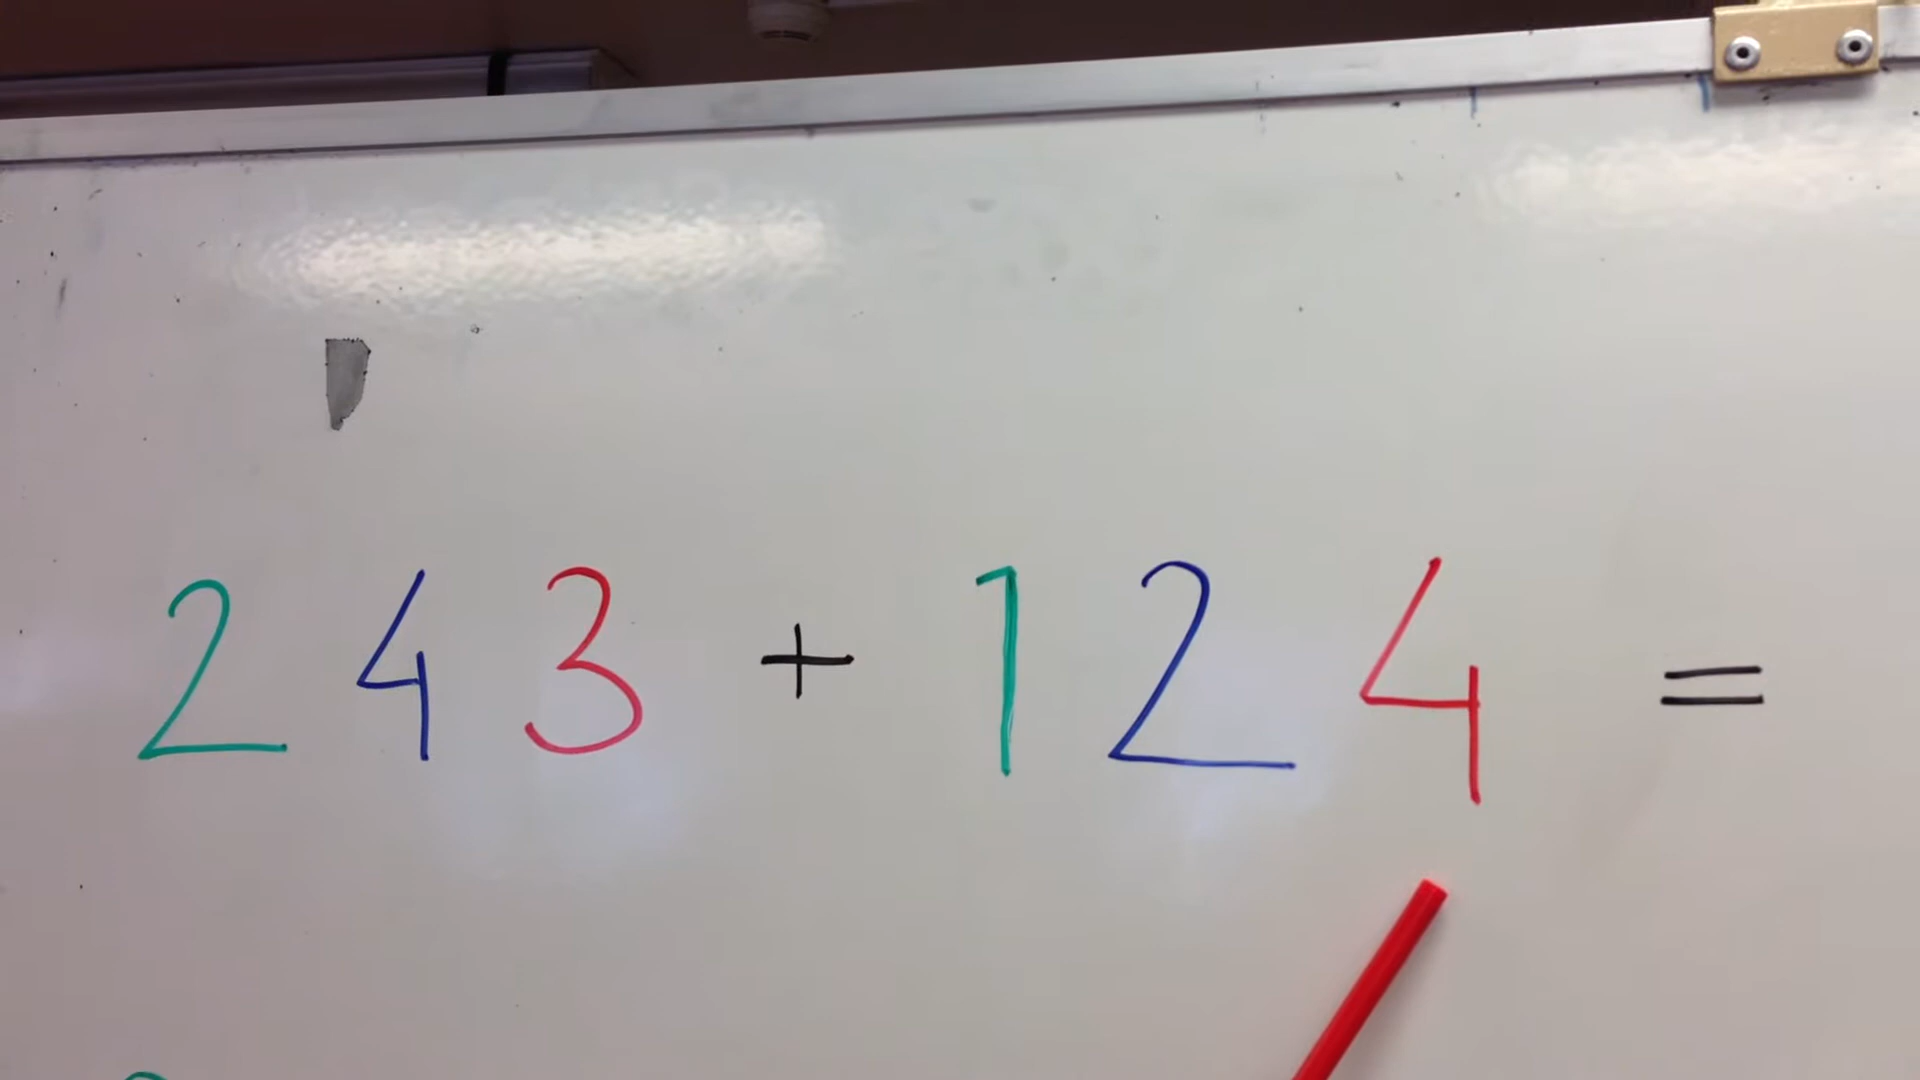 243 + 124 =